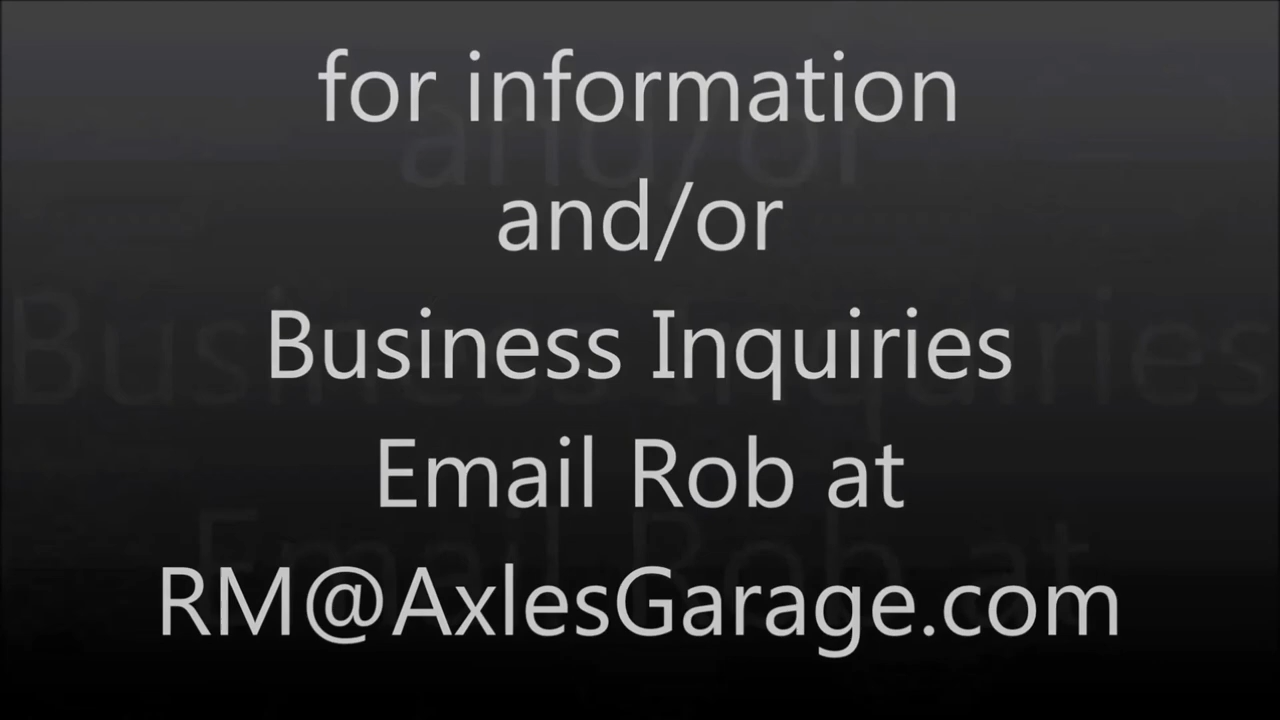 for information
and/or
Business Inquiries
Email Rob at
RM@AxlesGarage.com